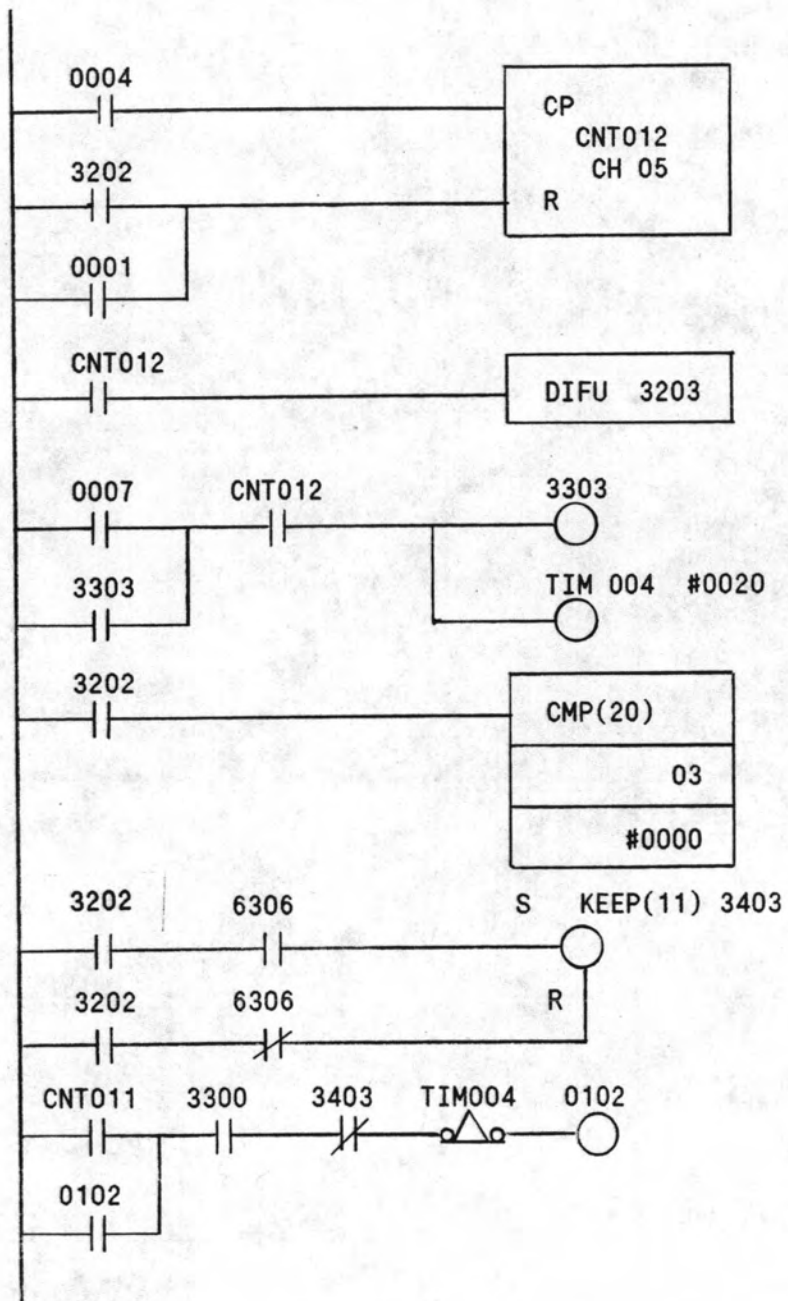 0004
CP
CNT012
CH 05
3202
R
0001
CNT012
DIFU 3203
0007 CNT012 3303
TIM 004 #0020
3303
3202
CMP(20)
03
#0000
3202 6306 S KEEP(11) 3403
3202 6306 R
CNT011 3300 3403 TIM004 0102
0102